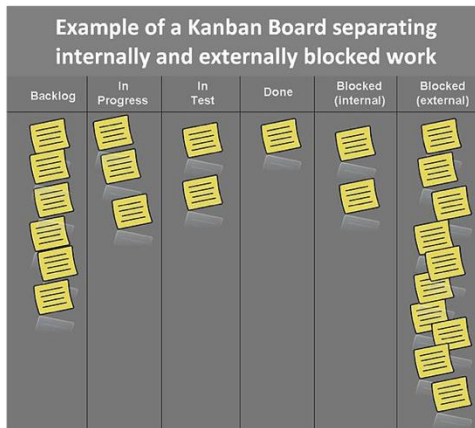 Example of a Kanban Board separating
internally and externally blocked work
Backlog
In
Progress
In
Test
Done
Blocked
(internal)
Blocked
(external)